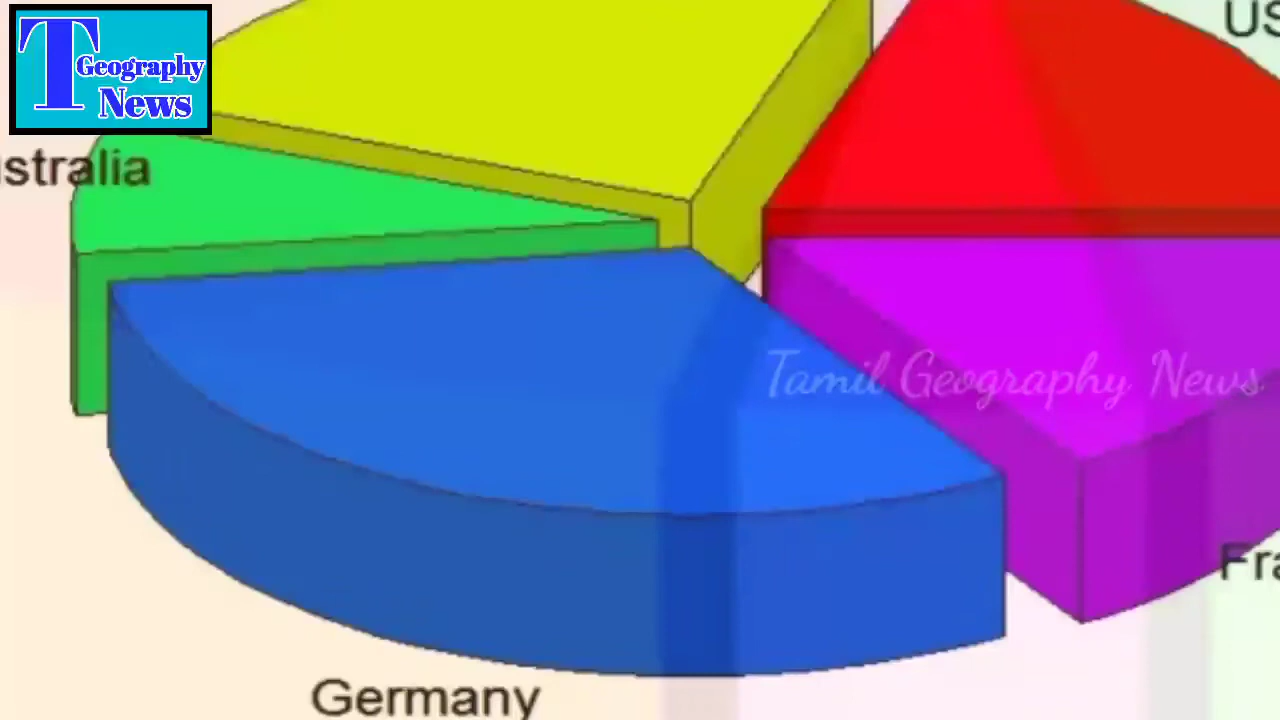 T
Geography
News
US
stralia
Tamil Geography News
Fra
Germany